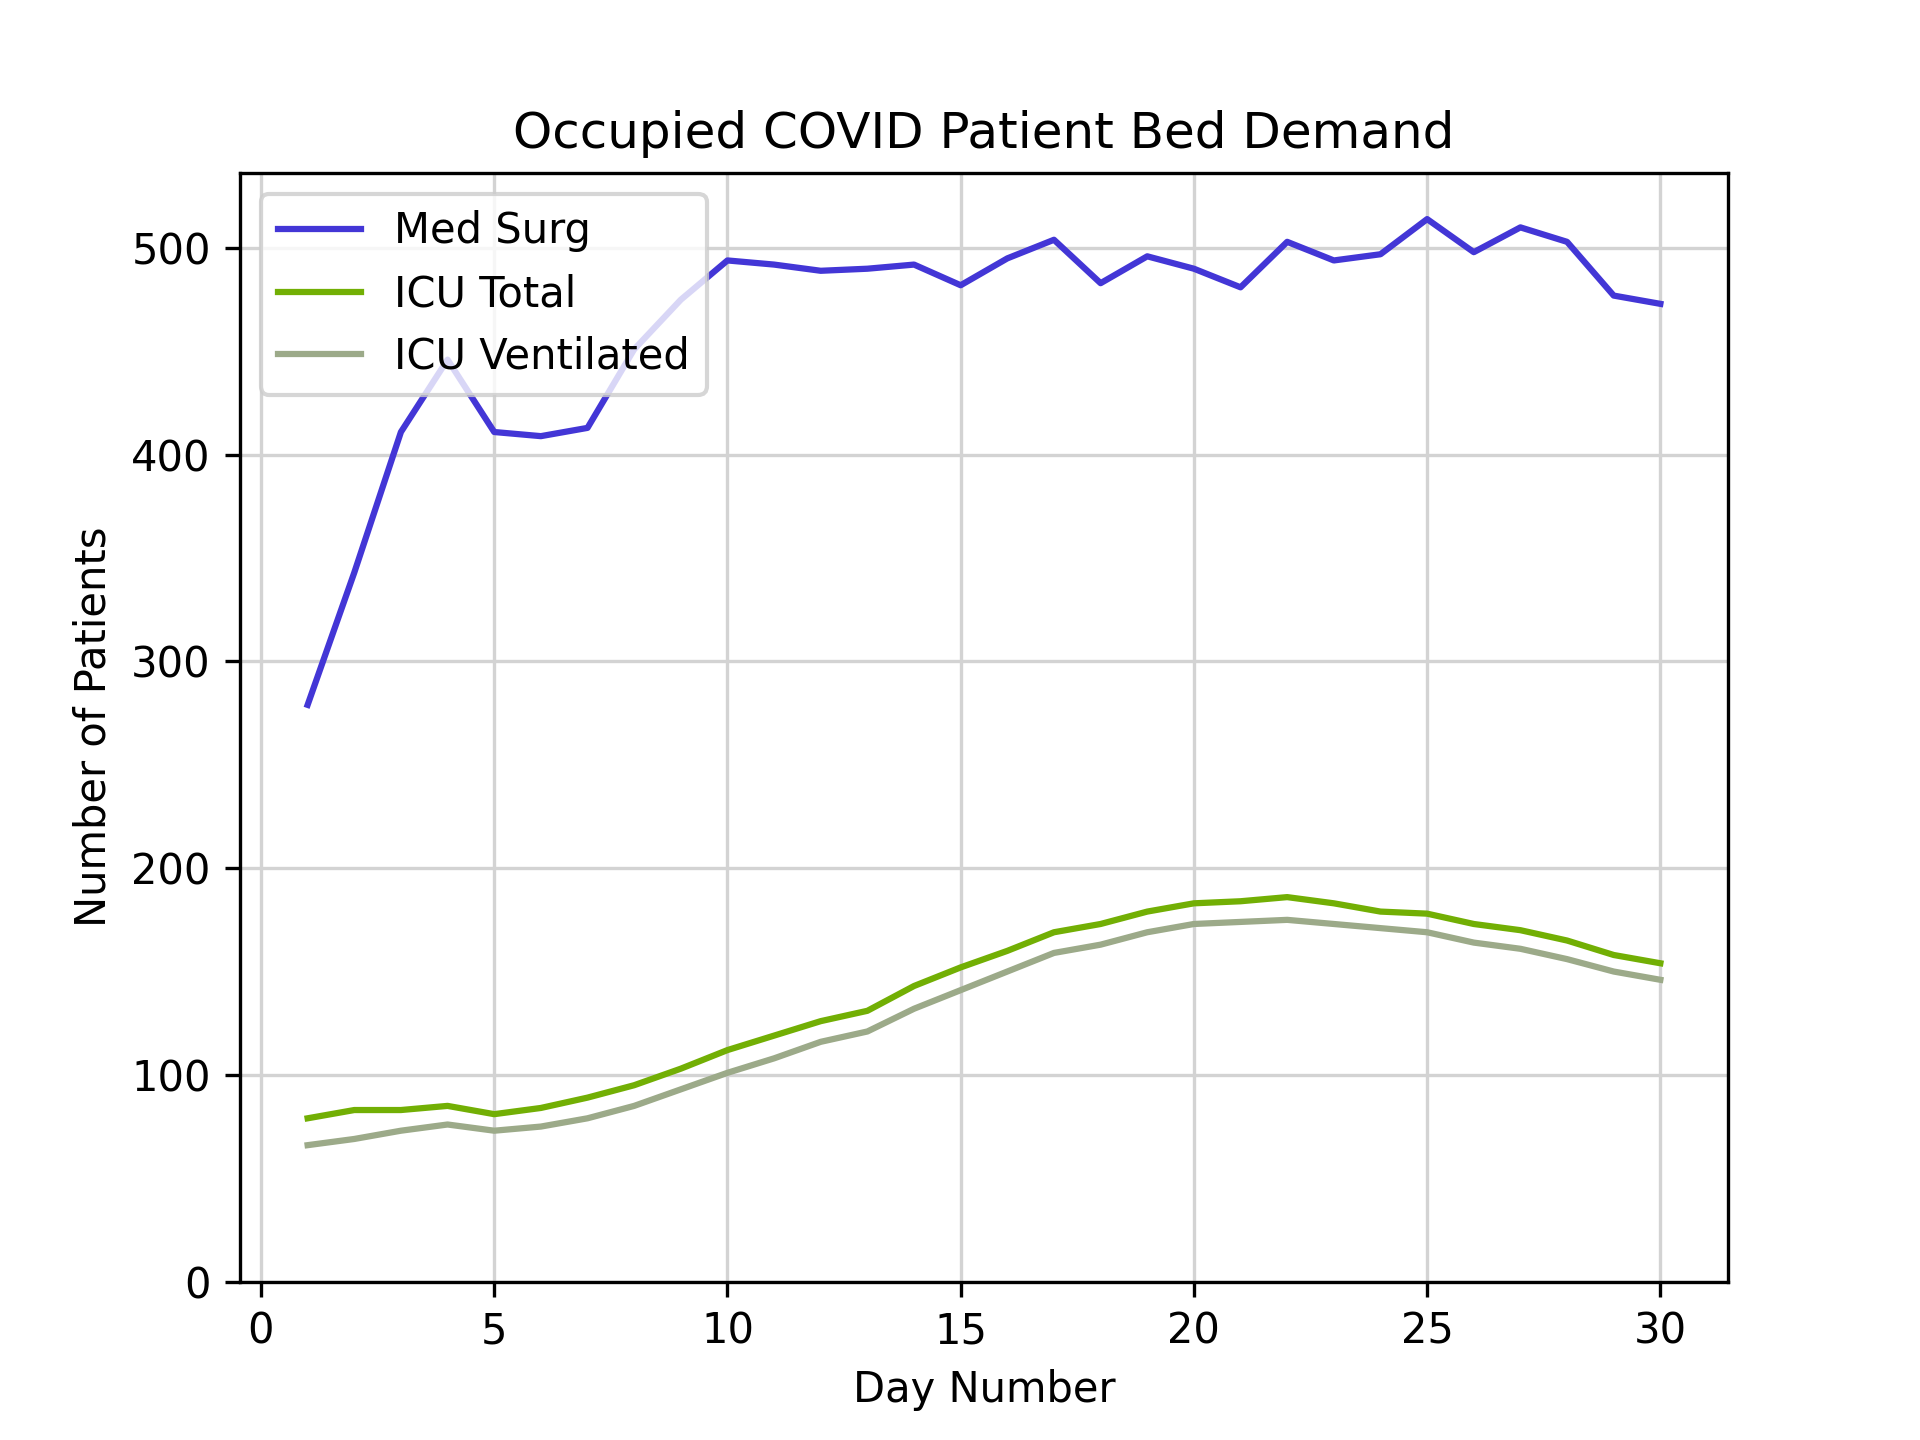 Occupied COVID Patient Bed Demand
Med Surg
ICU Total
ICU Ventilated
500
400
300
200
100
0
Number of Patients
0 5 10 15 20 25 30
Day Number